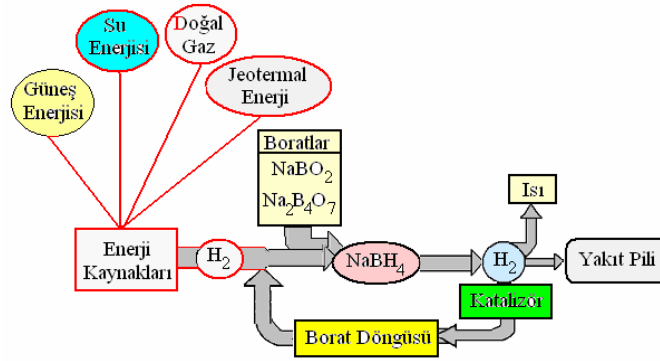 Su
Enerjisi
Doğal
Gaz
Güneş
Enerjisi
Jeotermal
Enerji
Boratlar
NaBO2
Na2B4O7
Isı
Enerji
Kaynakları
H2
NaBH4
H2
Yakıt Pili
Katalizör
Borat Döngüsü